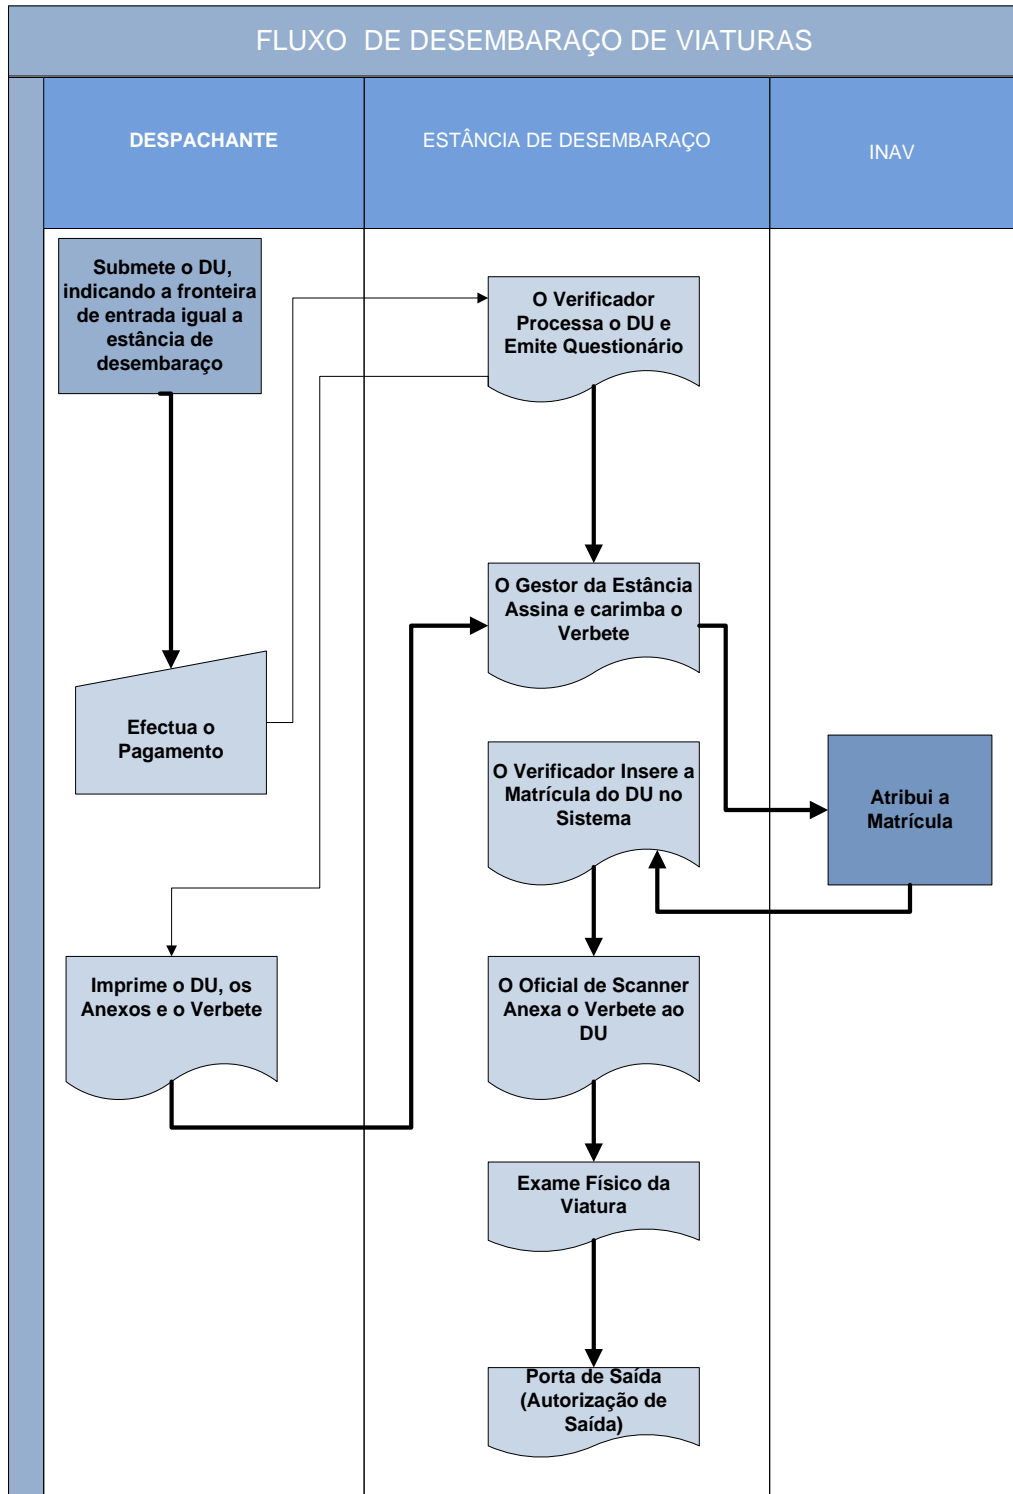 FLUXO DE DESEMBARAÇO DE VIATURAS
DESPACHANTE
ESTÂNCIA DE DESEMBARAÇO
INAV
Submete o DU,
indicando a fronteira
de entrada igual a
estância de
desembaraço
O Verificador
Processa o DU e
Emite Questionário
O Gestor da Estância
Assina e carimba o
Verbete
Efectua o
Pagamento
O Verificador Insere a
Matrícula do DU no
Sistema
Atribui a
Matrícula
Imprime o DU, os
Anexos e o Verbete
O Oficial de Scanner
Anexa o Verbete ao
DU
Exame Físico da
Viatura
Porta de Saída
(Autorização de
Saída)